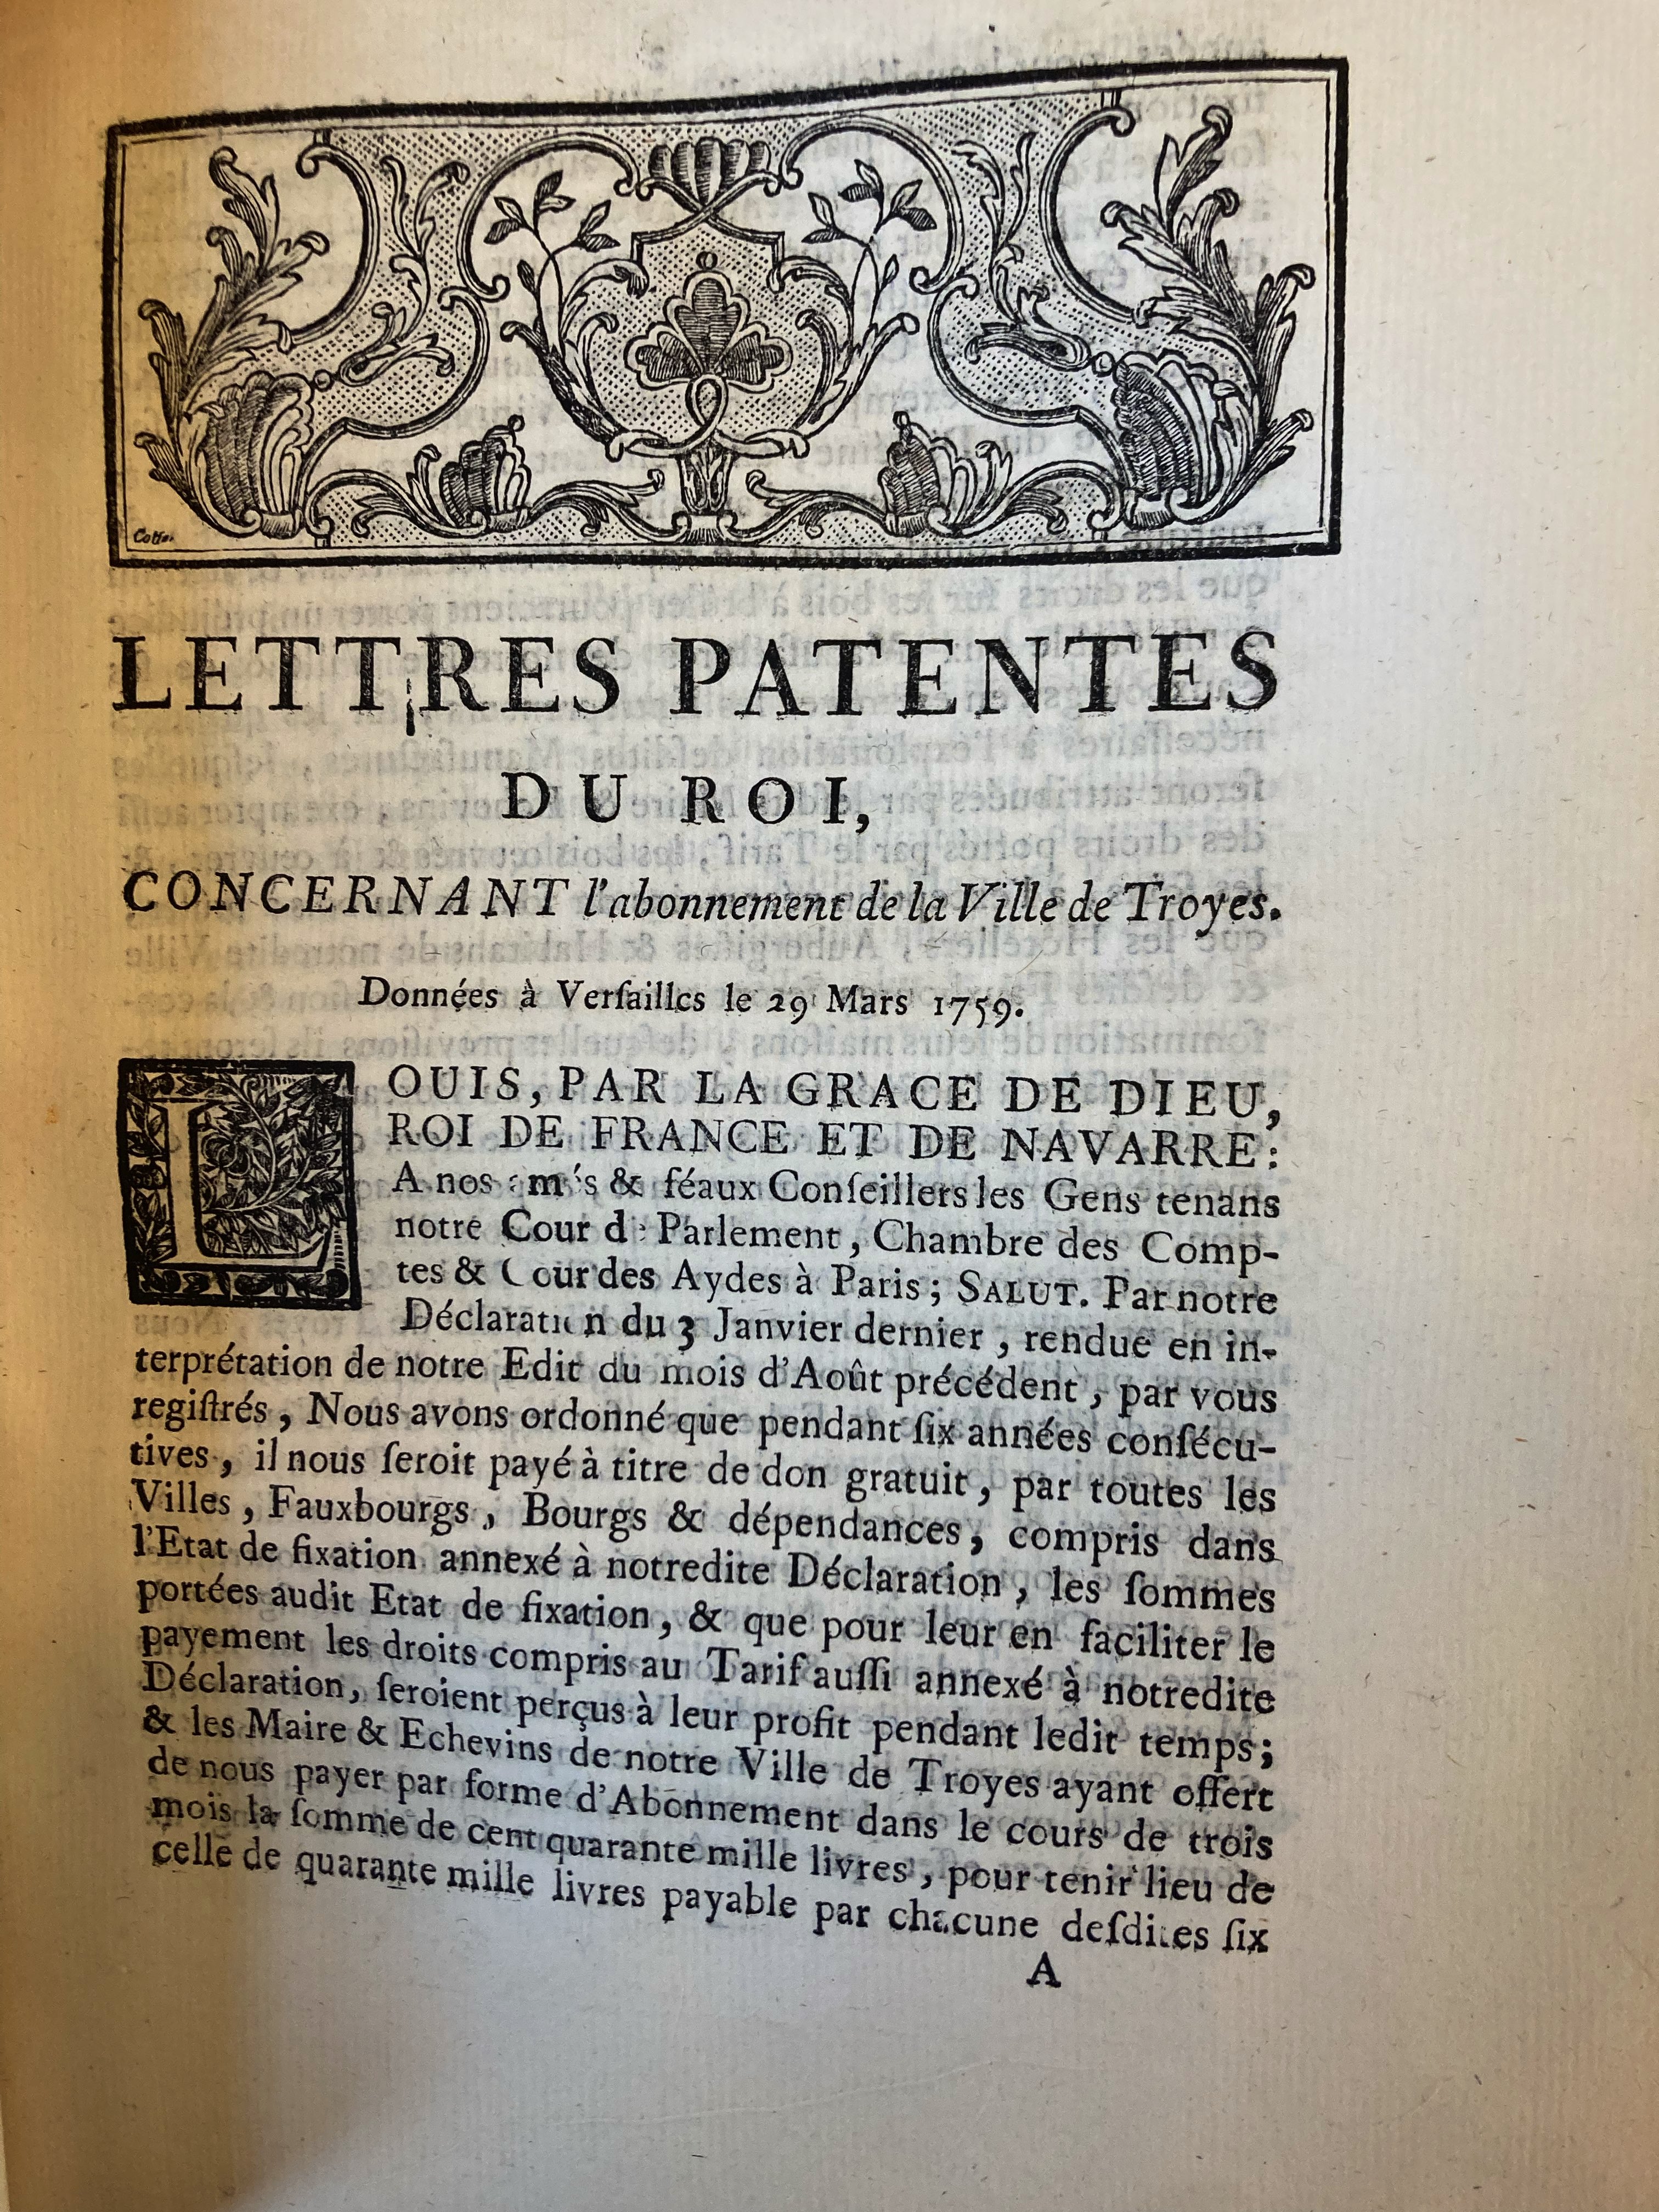 LETTRES PATENTES
DU ROI,
CONCERNANT l'abonnement de la Ville de Troyes.
Données à Verſailles le 29 Mars 1759.
LOUIS, PAR LA GRACE DE DIEU,
ROI DE FRANCE ET DE NAVARRE:
A nos amés & féaux Conſeillers les Gens tenans
notre Cour de Parlement, Chambre des Comp-
tes & Cour des Aydes à Paris; SALUT. Par notre
Déclaration du 3 Janvier dernier, rendue en in-
terprétation de notre Edit du mois d'Août précédent, par vous
regiſtrés, Nous avons ordonné que pendant ſix années conſécu-
tives, il nous ſeroit payé à titre de don gratuit, par toutes les
Villes, Fauxbourgs, Bourgs & dépendances, compris dans
l'Etat de fixation annexé à notredite Déclaration, les ſommes
portées audit Etat de fixation, & que pour leur en faciliter le
payement les droits compris au Tarif auſſi annexé à notredite
Déclaration, ſeroient perçus à leur profit pendant ledit temps;
& les Maire & Echevins de notre Ville de Troyes ayant offert
de nous payer par forme d'Abonnement dans le cours de trois
mois la ſomme de cent quarante mille livres, pour tenir lieu de
celle de quarante mille livres payable par chacune deſdites ſix
A